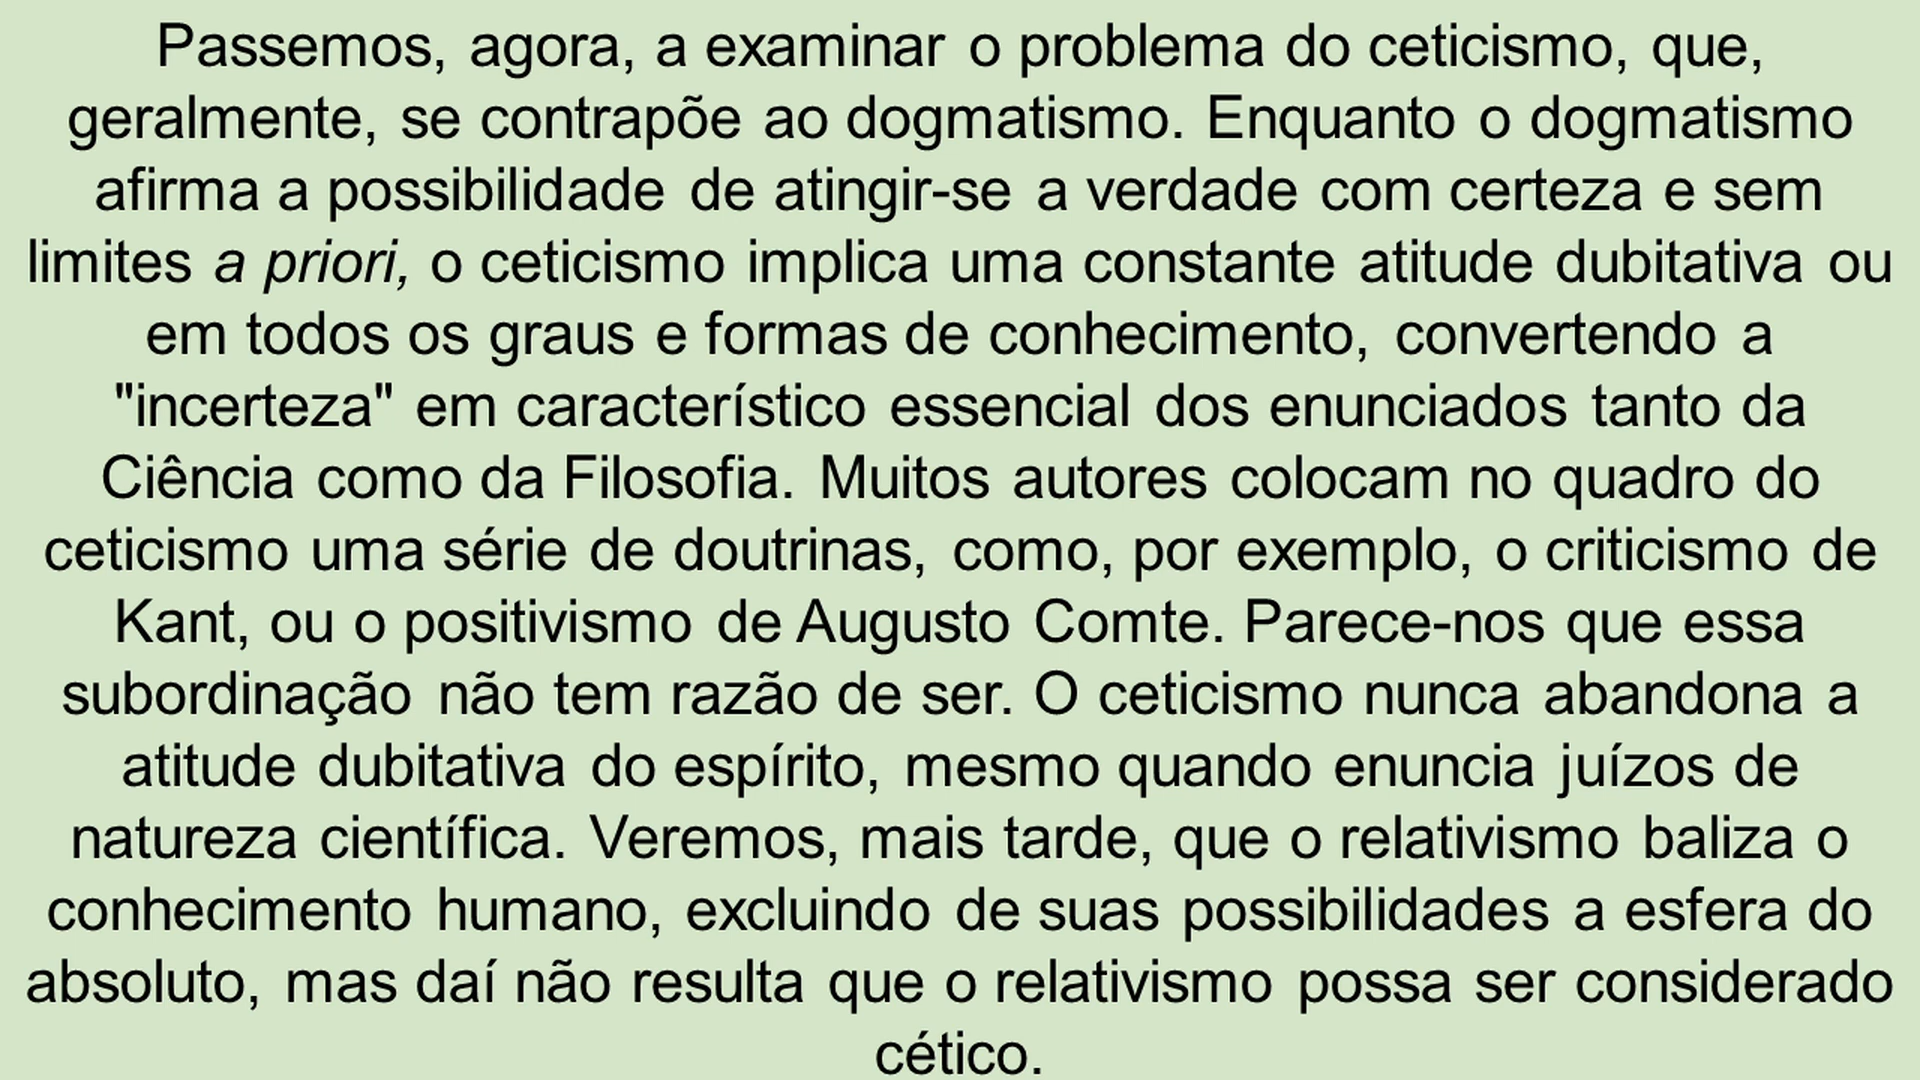 Passemos, agora, a examinar o problema do ceticismo, que,
geralmente, se contrapõe ao dogmatismo. Enquanto o dogmatismo
afirma a possibilidade de atingir-se a verdade com certeza e sem
limites a priori, o ceticismo implica uma constante atitude dubitativa ou
em todos os graus e formas de conhecimento, convertendo a
"incerteza" em característico essencial dos enunciados tanto da
Ciência como da Filosofia. Muitos autores colocam no quadro do
ceticismo uma série de doutrinas, como, por exemplo, o criticismo de
Kant, ou o positivismo de Augusto Comte. Parece-nos que essa
subordinação não tem razão de ser. O ceticismo nunca abandona a
atitude dubitativa do espírito, mesmo quando enuncia juízos de
natureza científica. Veremos, mais tarde, que o relativismo baliza o
conhecimento humano, excluindo de suas possibilidades a esfera do
absoluto, mas daí não resulta que o relativismo possa ser considerado
cético.